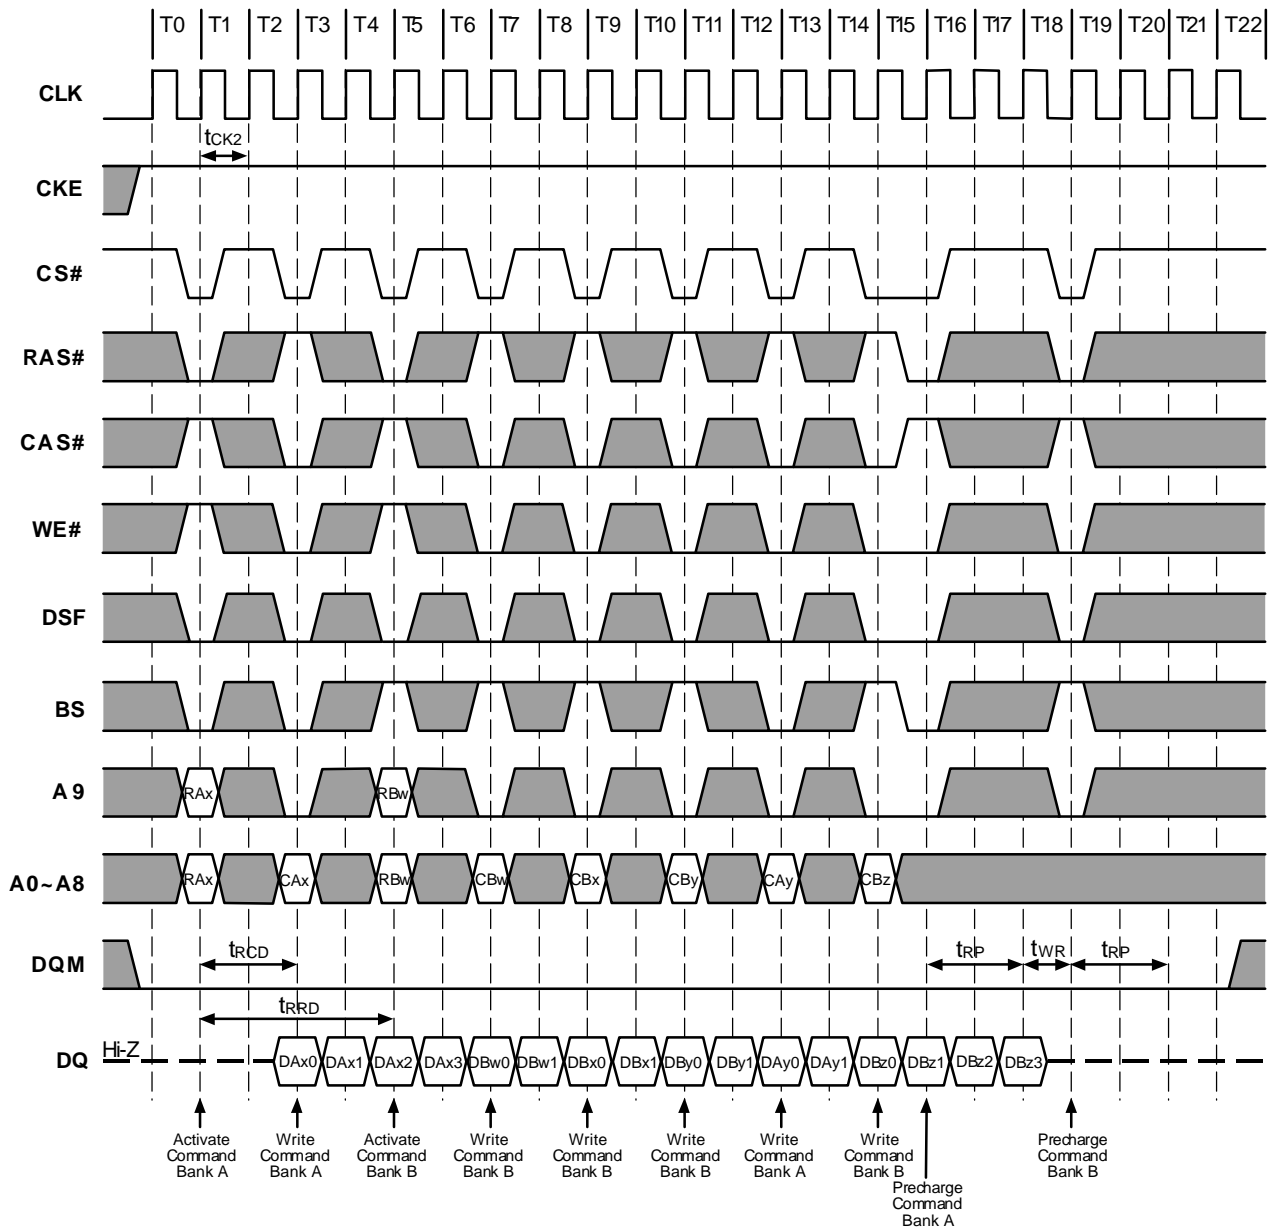 T0 T1 T2 T3 T4 T5 T6 T7 T8 T9 T10 T11 T12 T13 T14 T15 T16 T17 T18 T19 T20 T21 T22
CLK
tCK2
CKE
CS#
RAS#
CAS#
WE#
DSF
BS
A9 RAx RBw
A0~A8 RAx CAx RBw CBw CBx CBy CAy CBz
DQM tRCD tRP tWR tRP
tRRD
DQ Hi-Z DAx0 DAx1 DAx2 DAx3 DBw0 DBw1 DBx0 DBx1 DBy0 DBy1 DAy0 DAy1 DBz0 DBz1 DBz2 DBz3
Activate Write Activate Write Write Write Write Write Precharge
Command Command Command Command Command Command Command Command Command
Bank A Bank A Bank B Bank B Bank B Bank B Bank A Bank B Bank B
Precharge
Command
Bank A